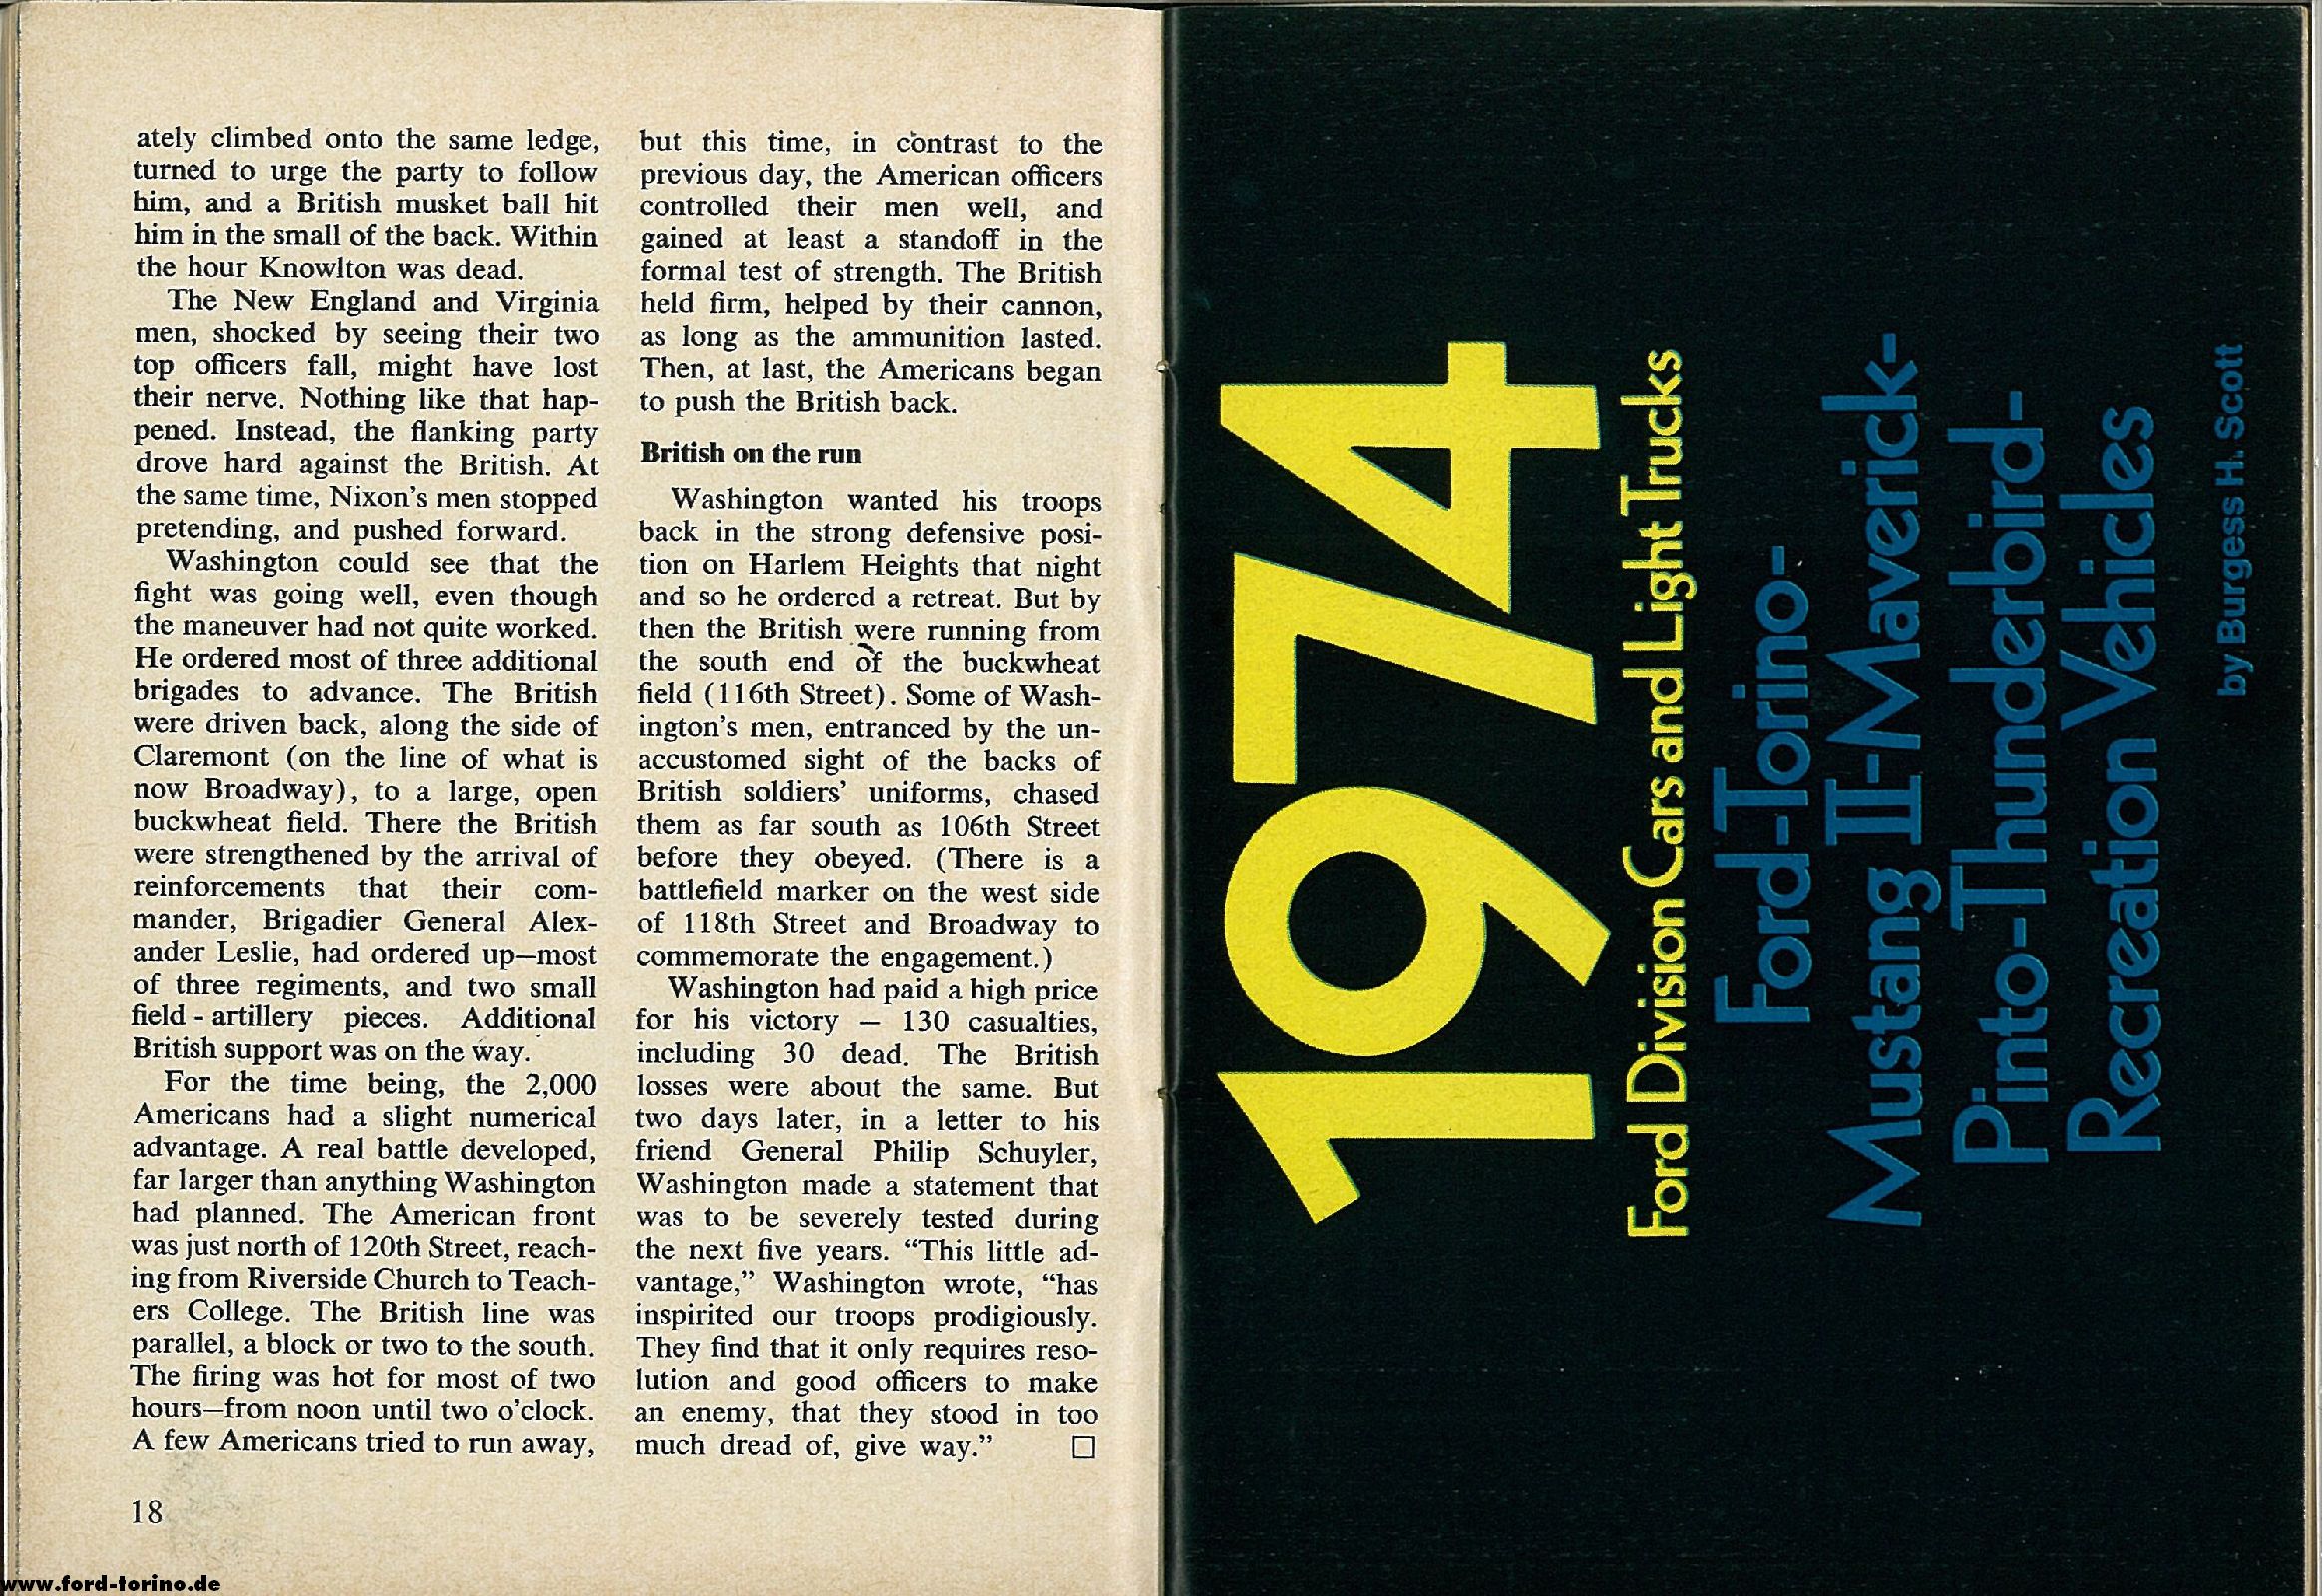 ately climbed onto the same ledge,
turned to urge the party to follow
him, and a British musket ball hit
him in the small of the back. Within
the hour Knowlton was dead.
The New England and Virginia
men, shocked by seeing their two
top officers fall, might have lost
their nerve. Nothing like that hap-
pened. Instead, the flanking party
drove hard against the British. At
the same time, Nixon's men stopped
pretending, and pushed forward.
Washington could see that the
fight was going well, even though
the maneuver had not quite worked.
He ordered most of three additional
brigades to advance. The British
were driven back, along the side of
Claremont (on the line of what is
now Broadway), to a large, open
buckwheat field. There the British
were strengthened by the arrival of
reinforcements that their com-
mander, Brigadier General Alex-
ander Leslie, had ordered up—most
of three regiments, and two small
field - artillery pieces. Additional
British support was on the way.
For the time being, the 2,000
Americans had a slight numerical
advantage. A real battle developed,
far larger than anything Washington
had planned. The American front
was just north of 120th Street, reach-
ing from Riverside Church to Teach-
ers College. The British line was
parallel, a block or two to the south.
The firing was hot for most of two
hours—from noon until two o'clock.
A few Americans tried to run away,
but this time, in contrast to the
previous day, the American officers
controlled their men well, and
gained at least a standoff in the
formal test of strength. The British
held firm, helped by their cannon,
as long as the ammunition lasted.
Then, at last, the Americans began
to push the British back.
British on the run
Washington wanted his troops
back in the strong defensive posi-
tion on Harlem Heights that night
and so he ordered a retreat. But by
then the British were running from
the south end of the buckwheat
field (116th Street). Some of Wash-
ington's men, entranced by the un-
accustomed sight of the backs of
British soldiers' uniforms, chased
them as far south as 106th Street
before they obeyed. (There is a
battlefield marker on the west side
of 118th Street and Broadway to
commemorate the engagement.)
Washington had paid a high price
for his victory — 130 casualties,
including 30 dead. The British
losses were about the same. But
two days later, in a letter to his
friend General Philip Schuyler,
Washington made a statement that
was to be severely tested during
the next five years. “This little ad-
vantage,” Washington wrote, “has
inspirited our troops prodigiously.
They find that it only requires reso-
lution and good officers to make
an enemy, that they stood in too
much dread of, give way.” □
18
1974
Ford Division Cars and Light Trucks
Ford-Torino-
Mustang II-Maverick-
Pinto-Thunderbird-
Recreation Vehicles
by Burgess H. Scott
www.ford-torino.de